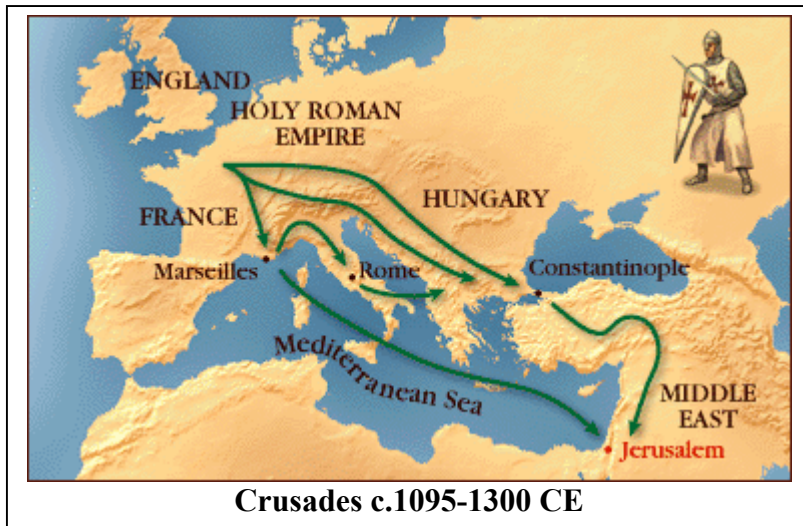 ENGLAND
HOLY ROMAN
EMPIRE
HUNGARY
FRANCE
Marseilles
Rome
Constantinople
Mediterranean Sea
MIDDLE
EAST
Jerusalem
Crusades c.1095-1300 CE